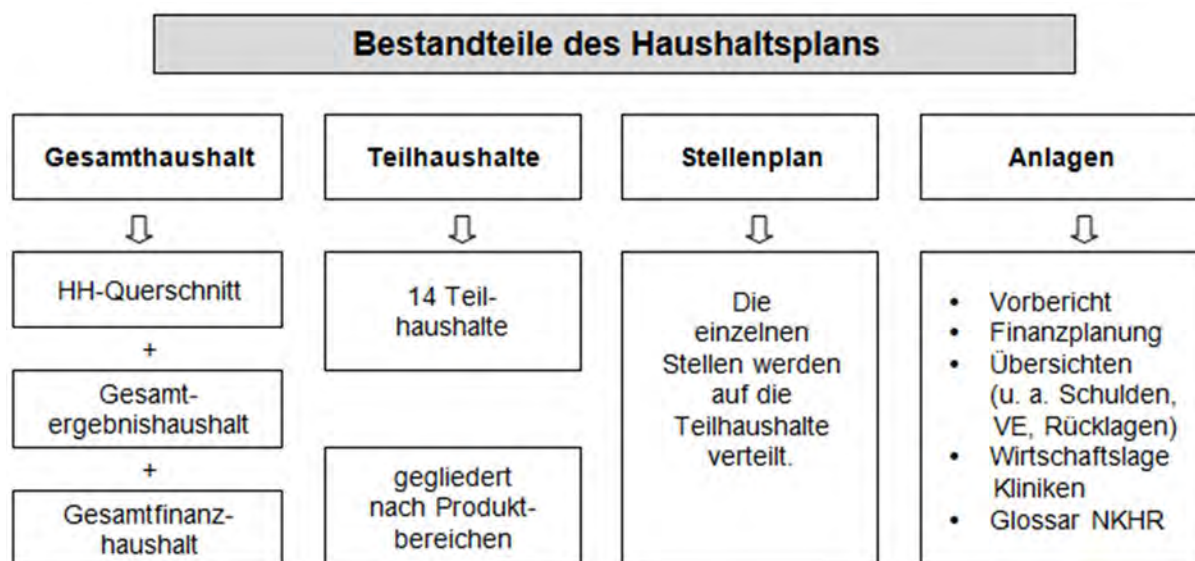 Bestandteile des Haushaltsplans
Gesamthaushalt
HH-Querschnitt
+
Gesamt-
ergebnishaushalt
+
Gesamtfinanz-
haushalt
Teilhaushalte
14 Teil-
haushalte
gegliedert
nach Produkt-
bereichen
Stellenplan
Die
einzelnen
Stellen werden
auf die
Teilhaushalte
verteilt.
Anlagen
• Vorbericht
• Finanzplanung
• Übersichten
(u. a. Schulden,
VE, Rücklagen)
• Wirtschaftslage
Kliniken
• Glossar NKHR